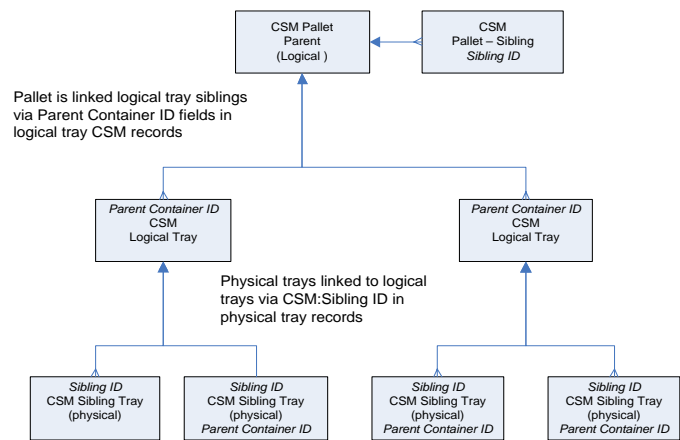 CSM Pallet
Parent
(Logical )
CSM
Pallet – Sibling
Sibling ID
Pallet is linked logical tray siblings
via Parent Container ID fields in
logical tray CSM records
Parent Container ID
CSM
Logical Tray
Parent Container ID
CSM
Logical Tray
Physical trays linked to logical
trays via CSM:Sibling ID in
physical tray records
Sibling ID
CSM Sibling Tray
(physical)
Sibling ID
CSM Sibling Tray
(physical)
Parent Container ID
Sibling ID
CSM Sibling Tray
(physical)
Parent Container ID
Sibling ID
CSM Sibling Tray
(physical)
Parent Container ID